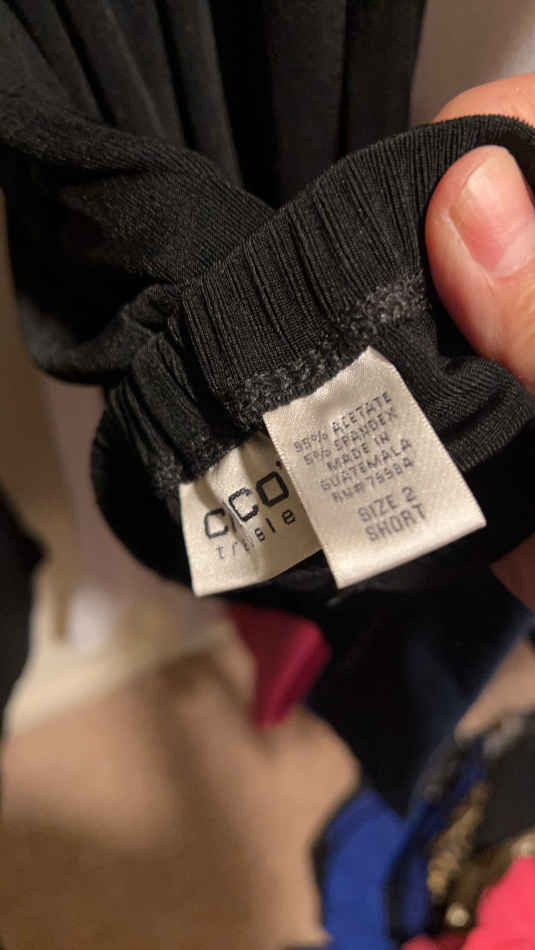 95% ACETATE
5% SPANDEX
MADE IN
GUATEMALA
RN#75984
SIZE 2
SHORT